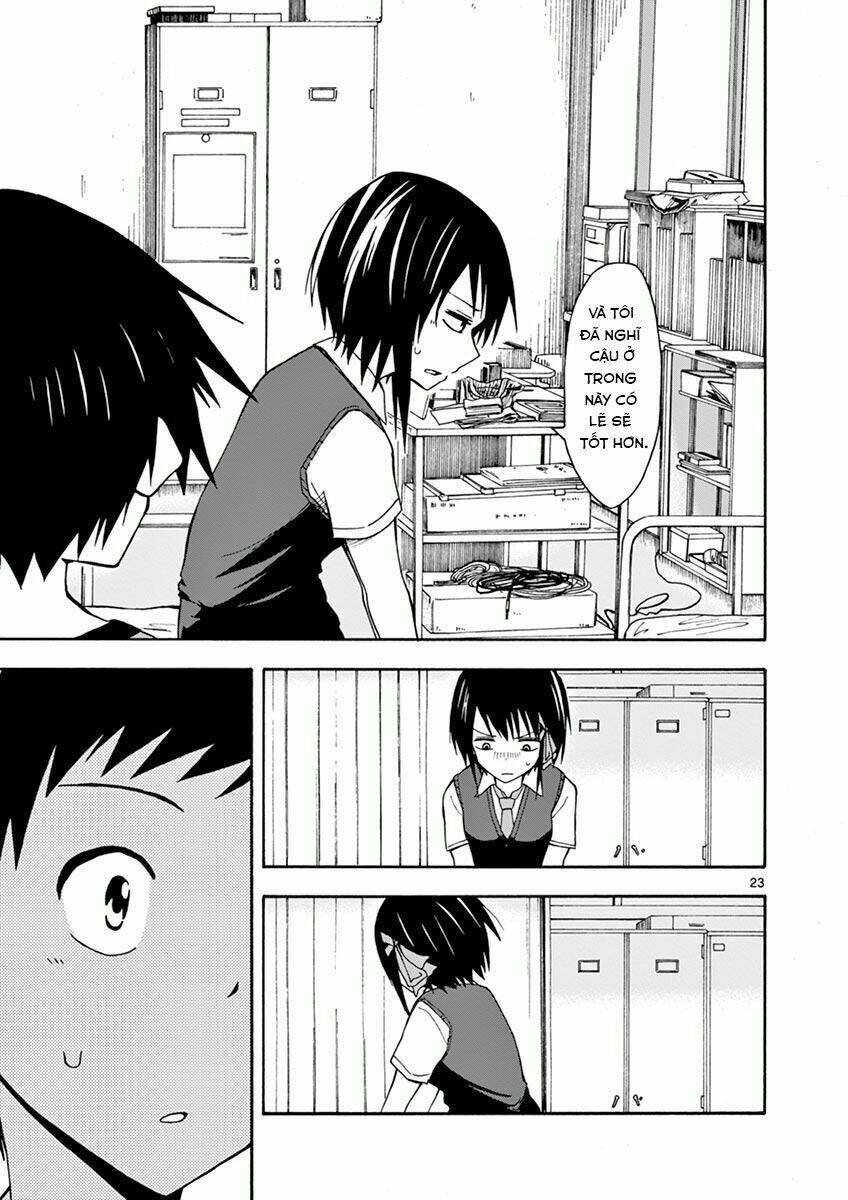 VÀ TÔI
ĐÃ NGHĨ
CẬU Ở
TRONG
NÀY CÓ
LẼ SẼ
TỐT HƠN.
23